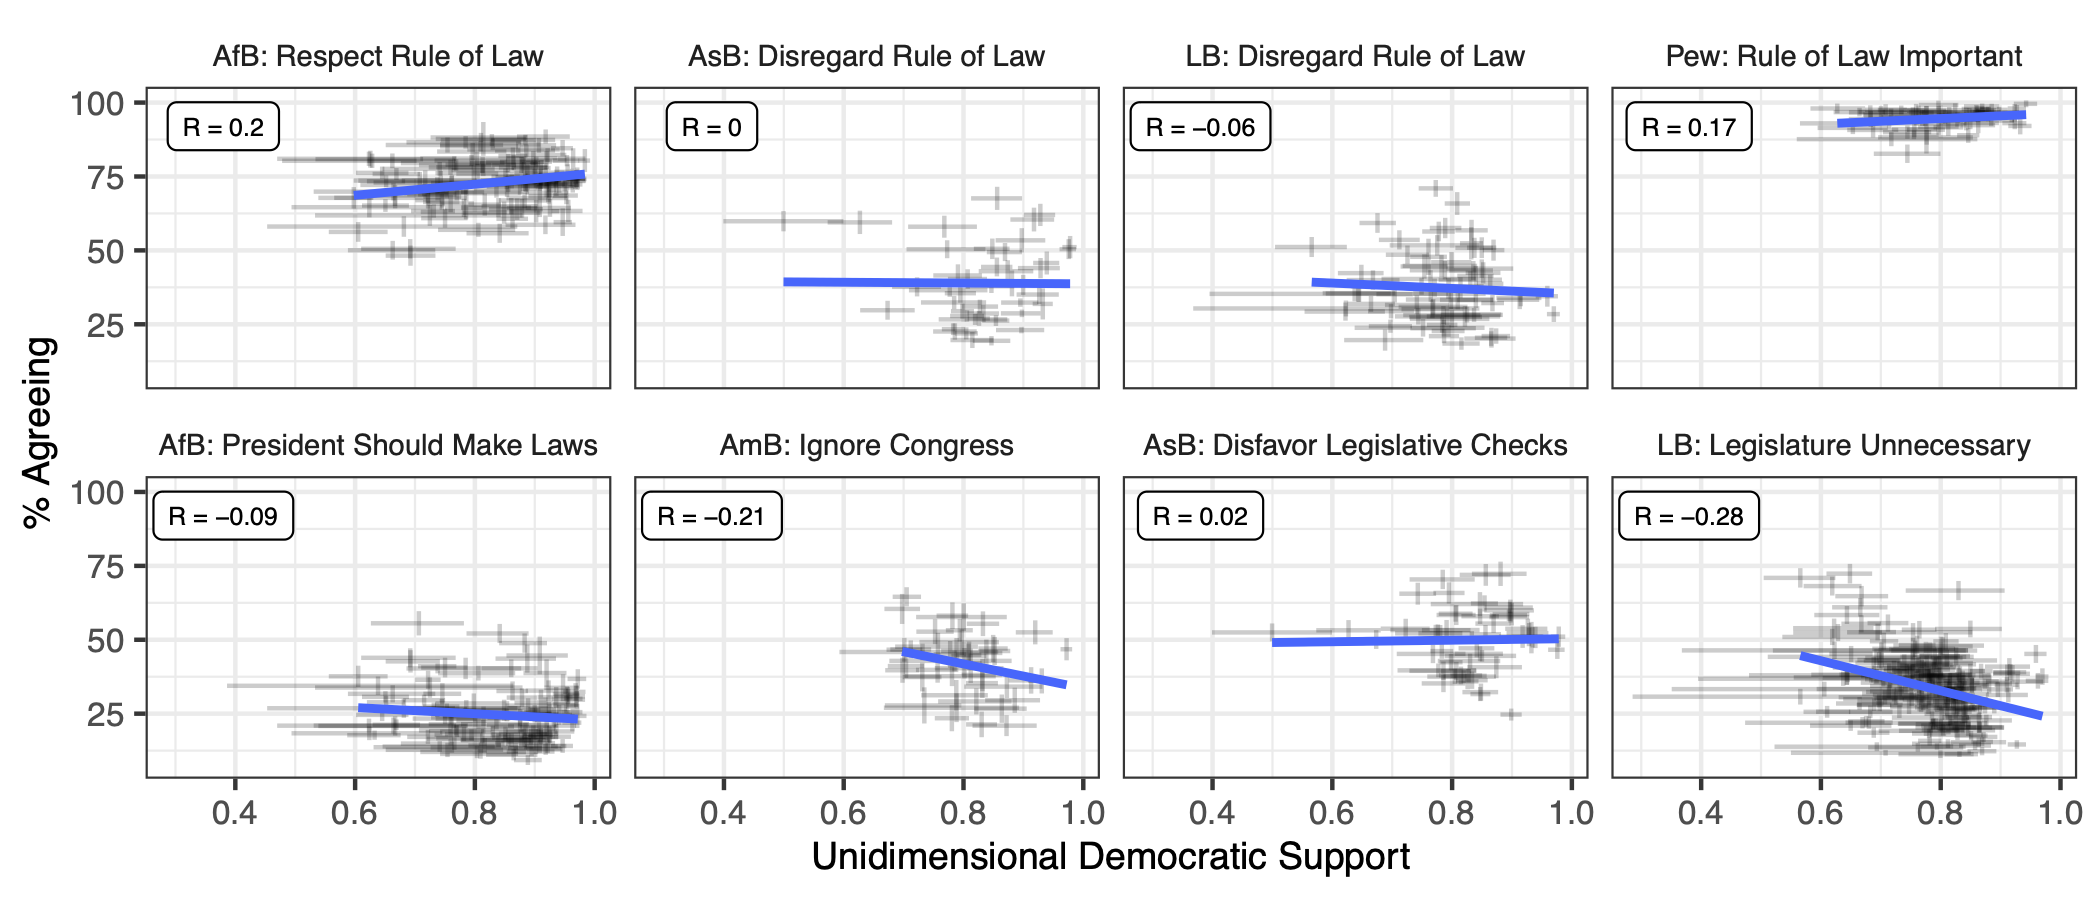 AfB: Respect Rule of Law
AsB: Disregard Rule of Law
LB: Disregard Rule of Law
Pew: Rule of Law Important
R = 0.2
R = 0
R = −0.06
R = 0.17
100
75
50
25
AfB: President Should Make Laws
AmB: Ignore Congress
AsB: Disfavor Legislative Checks
LB: Legislature Unnecessary
R = −0.09
R = −0.21
R = 0.02
R = −0.28
100
75
50
25
% Agreeing
0.4 0.6 0.8 1.0
0.4 0.6 0.8 1.0
0.4 0.6 0.8 1.0
0.4 0.6 0.8 1.0
Unidimensional Democratic Support